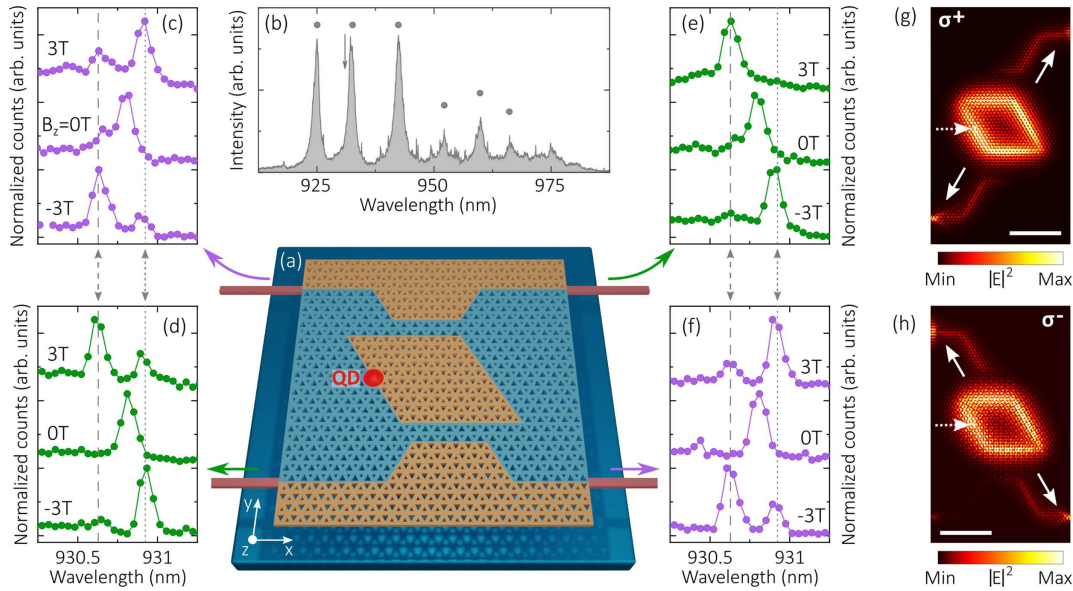 (c)
3T
B_z=0T
-3T
Normalized counts (arb. units)
(b)
Intensity (arb. units)
925
950
975
Wavelength (nm)
(e)
3T
0T
-3T
Normalized counts (arb. units)
(g)
σ+
Min |E|² Max
(a)
QD
y
z
x
(d)
3T
0T
-3T
Normalized counts (arb. units)
930.5
931
Wavelength (nm)
(f)
3T
0T
-3T
Normalized counts (arb. units)
930.5
931
Wavelength (nm)
(h)
σ-
Min |E|² Max